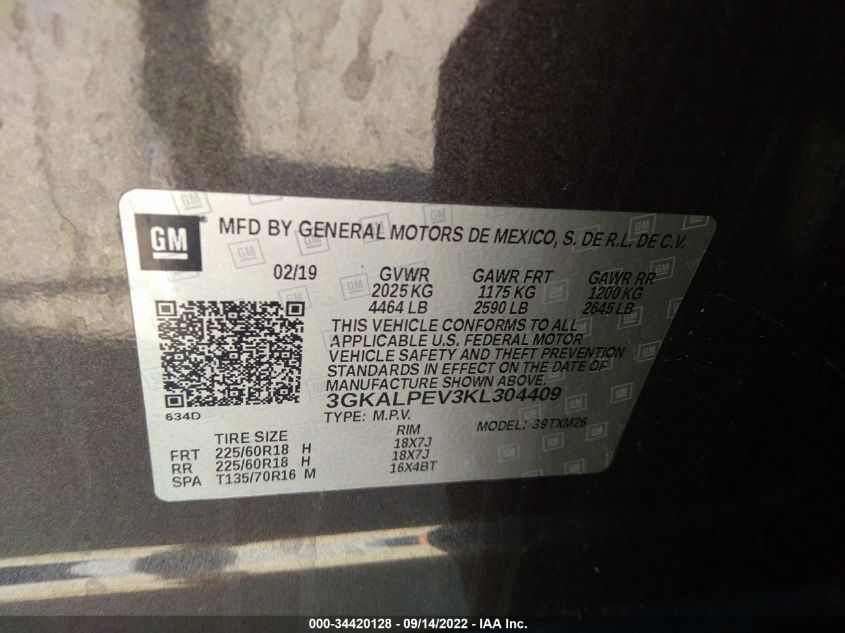 GM ® MFD BY GENERAL MOTORS DE MEXICO, S. DE R.L. DE C.V.
02/19 GVWR GAWR FRT GAWR RR
2025 KG 1175 KG 1200 KG
4464 LB 2590 LB 2645 LB
THIS VEHICLE CONFORMS TO ALL
APPLICABLE U.S. FEDERAL MOTOR
VEHICLE SAFETY AND THEFT PREVENTION
STANDARDS IN EFFECT ON THE DATE OF
MANUFACTURE SHOWN ABOVE.
634D 3GKALPEV3KL304409
TYPE: M.P.V. MODEL: 39TXM26
TIRE SIZE RIM
FRT 225/60R18 H 18X7J
RR 225/60R18 H 18X7J
SPA T135/70R16 M 16X4BT
000-34420128 - 09/14/2022 - IAA Inc.